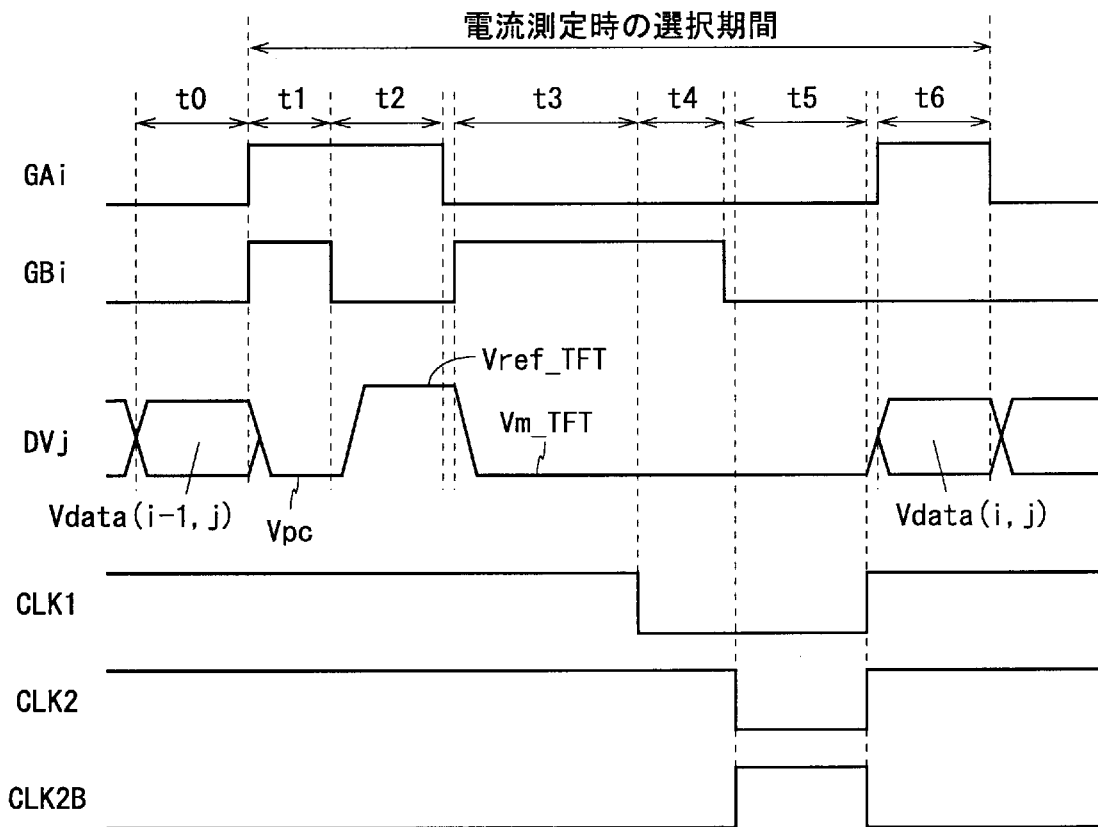 電流測定時の選択期間
t0 t1 t2 t3 t4 t5 t6
GAi
GBi
Vref_TFT
Vm_TFT
DVj
Vdata(i-1,j)
Vpc
Vdata(i,j)
CLK1
CLK2
CLK2B